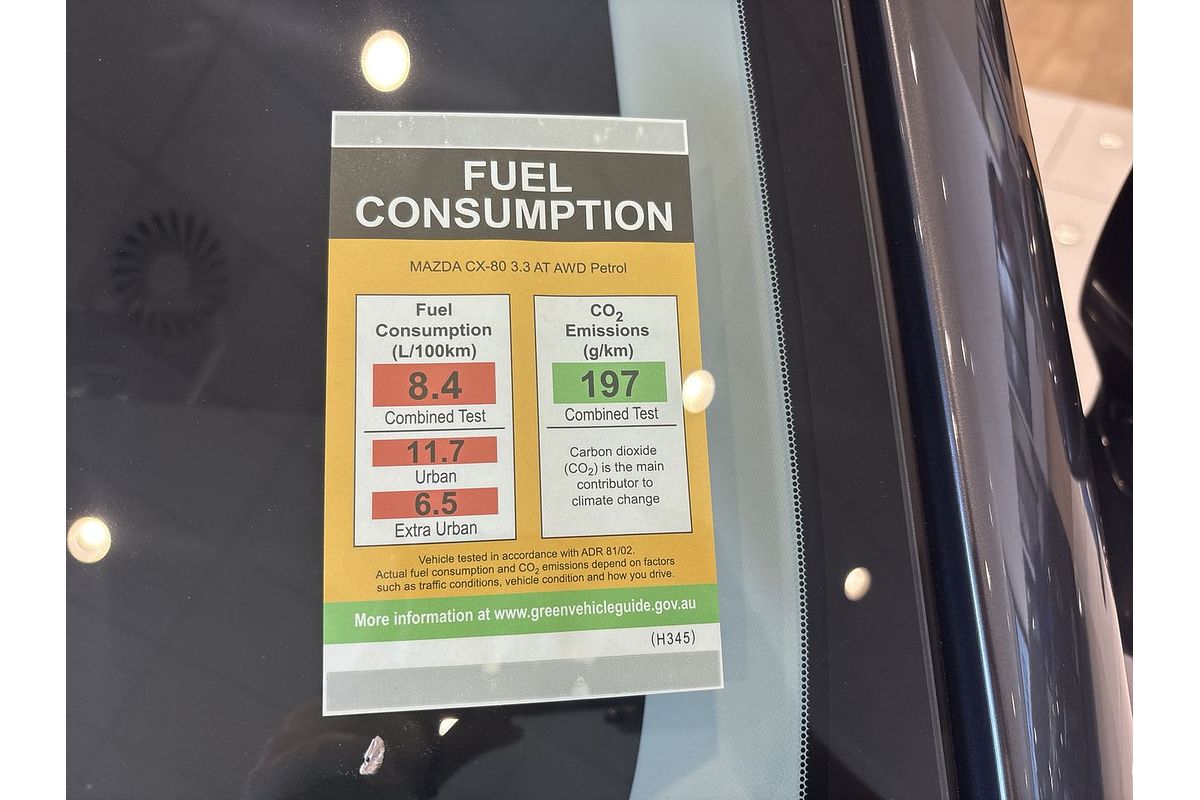 FUEL
CONSUMPTION
MAZDA CX-80 3.3 AT AWD Petrol
Fuel
Consumption
(L/100km)
8.4
Combined Test
11.7
Urban
6.5
Extra Urban
CO₂
Emissions
(g/km)
197
Combined Test
Carbon dioxide
(CO₂) is the main
contributor to
climate change
Vehicle tested in accordance with ADR 81/02.
Actual fuel consumption and CO₂ emissions depend on factors
such as traffic conditions, vehicle condition and how you drive.
More information at www.greenvehicleguide.gov.au
(H345)